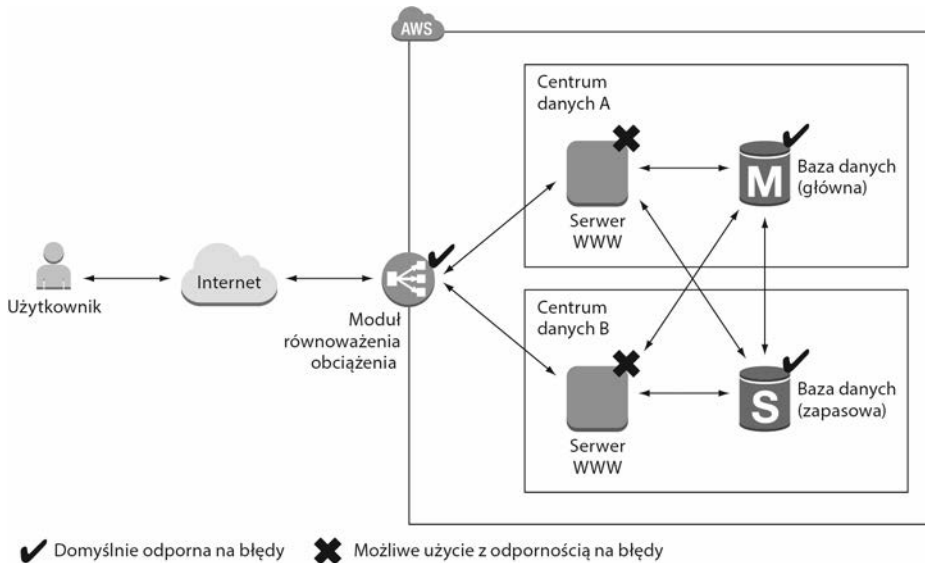 AWS
Centrum
danych A
Baza danych
(główna)
M
Serwer
WWW
Użytkownik
Internet
Moduł
równoważenia
obciążenia
Centrum
danych B
Baza danych
(zapasowa)
S
Serwer
WWW
Domyślnie odporna na błędy
Możliwe użycie z odpornością na błędy